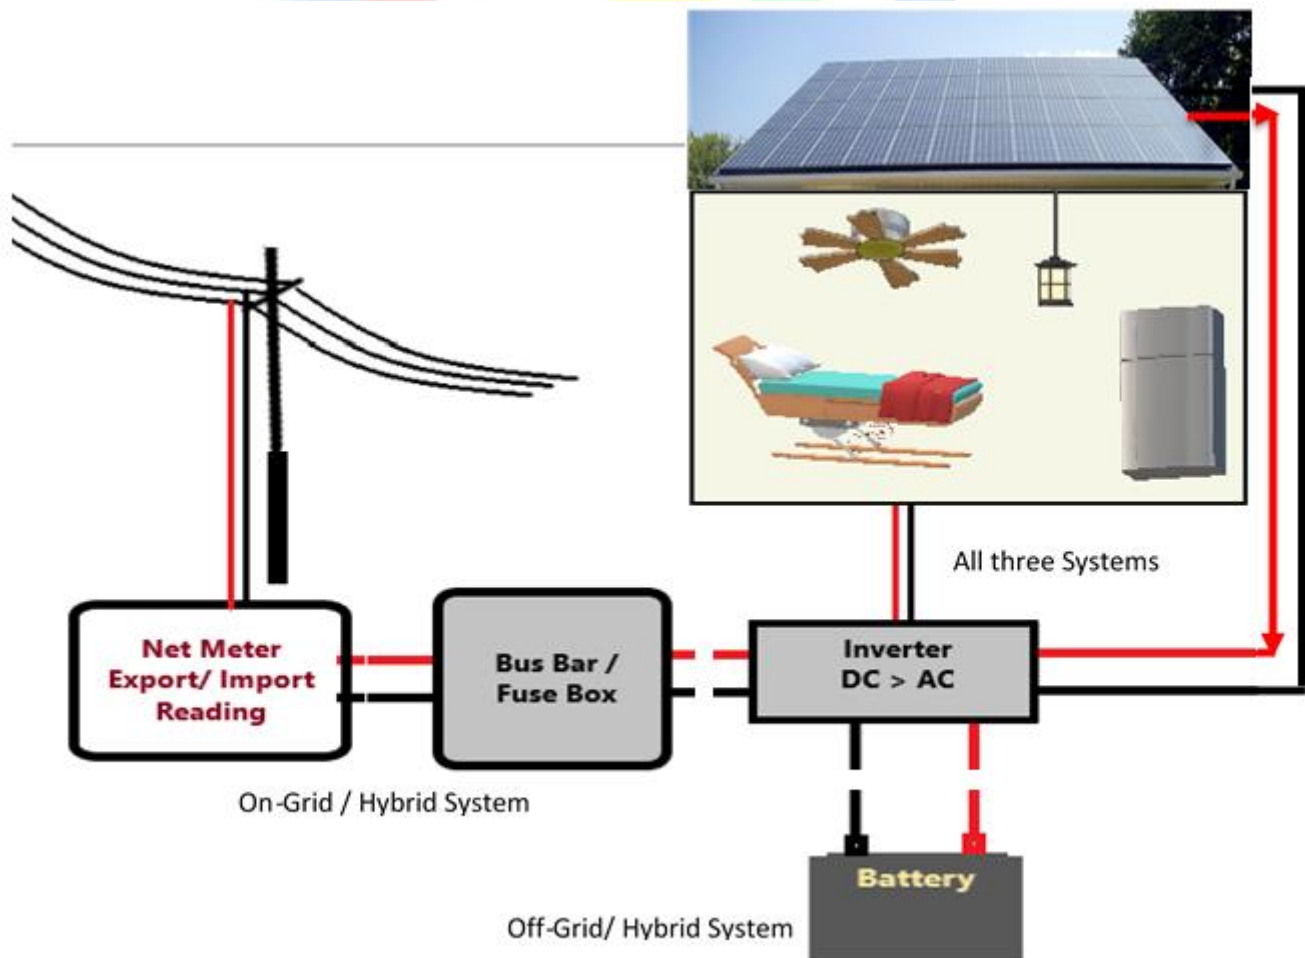 All three Systems
Net Meter
Export/ Import
Reading
Bus Bar /
Fuse Box
Inverter
DC > AC
On-Grid / Hybrid System
Battery
Off-Grid/ Hybrid System